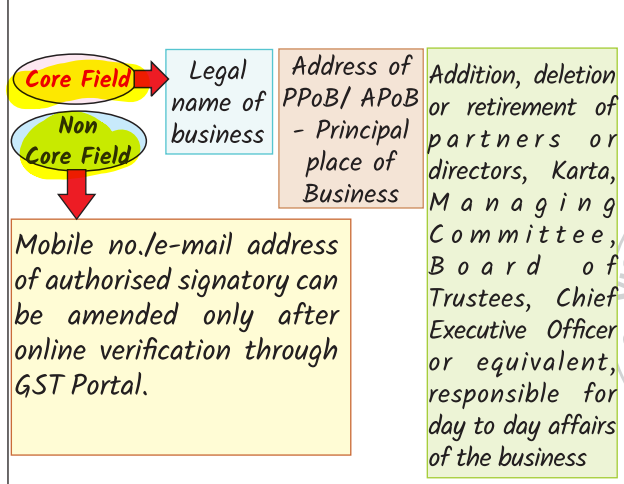 Core Field
Non
Core Field
Legal
name of
business
Address of
PPoB/ APoB
- Principal
place of
Business
Addition, deletion
or retirement of
partners or
directors, Karta,
Managing
Committee,
Board of
Trustees, Chief
Executive Officer
or equivalent,
responsible for
day to day affairs
of the business
Mobile no./e-mail address
of authorised signatory can
be amended only after
online verification through
GST Portal.